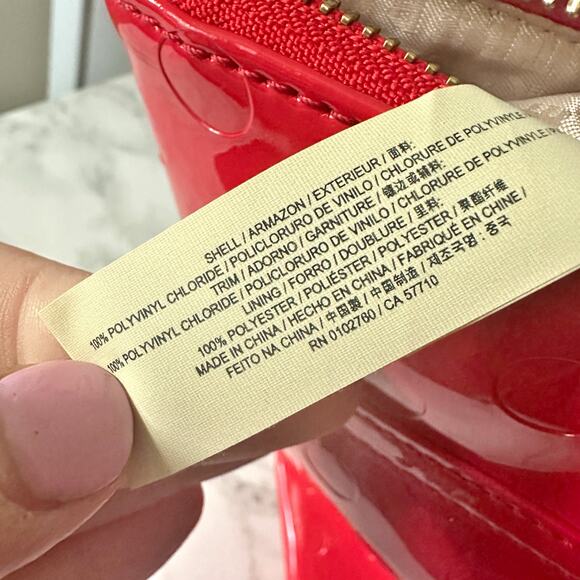 SHELL / ARMAZON / EXTERIEUR / 面料 /
100% POLYVINYL CHLORIDE / POLICLORURO DE VINILO / CHLORURE DE POLYVINYLE /
TRIM / ADORNO / GARNITURE / 镶边或辅料 /
100% POLYVINYL CHLORIDE / POLICLORURO DE VINILO / CHLORURE DE POLYVINYLE /
LINING / FORRO / DOUBLURE / 里料 /
100% POLYESTER / POLIÉSTER / POLYESTER / 聚酯纤维
MADE IN CHINA / HECHO EN CHINA / FABRIQUÉ EN CHINE /
FEITO NA CHINA / 中國製 / 中国制造 / 제조국명 : 중국
RN 0102760 / CA 57710